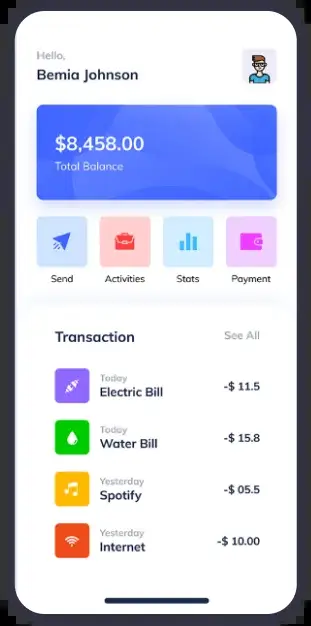 Hello,
Bemia Johnson
$8,458.00
Total Balance
Send Activities Stats Payment
Transaction See All
Today
Electric Bill -$ 11.5
Today
Water Bill -$ 15.8
Yesterday
Spotify -$ 05.5
Yesterday
Internet -$ 10.00